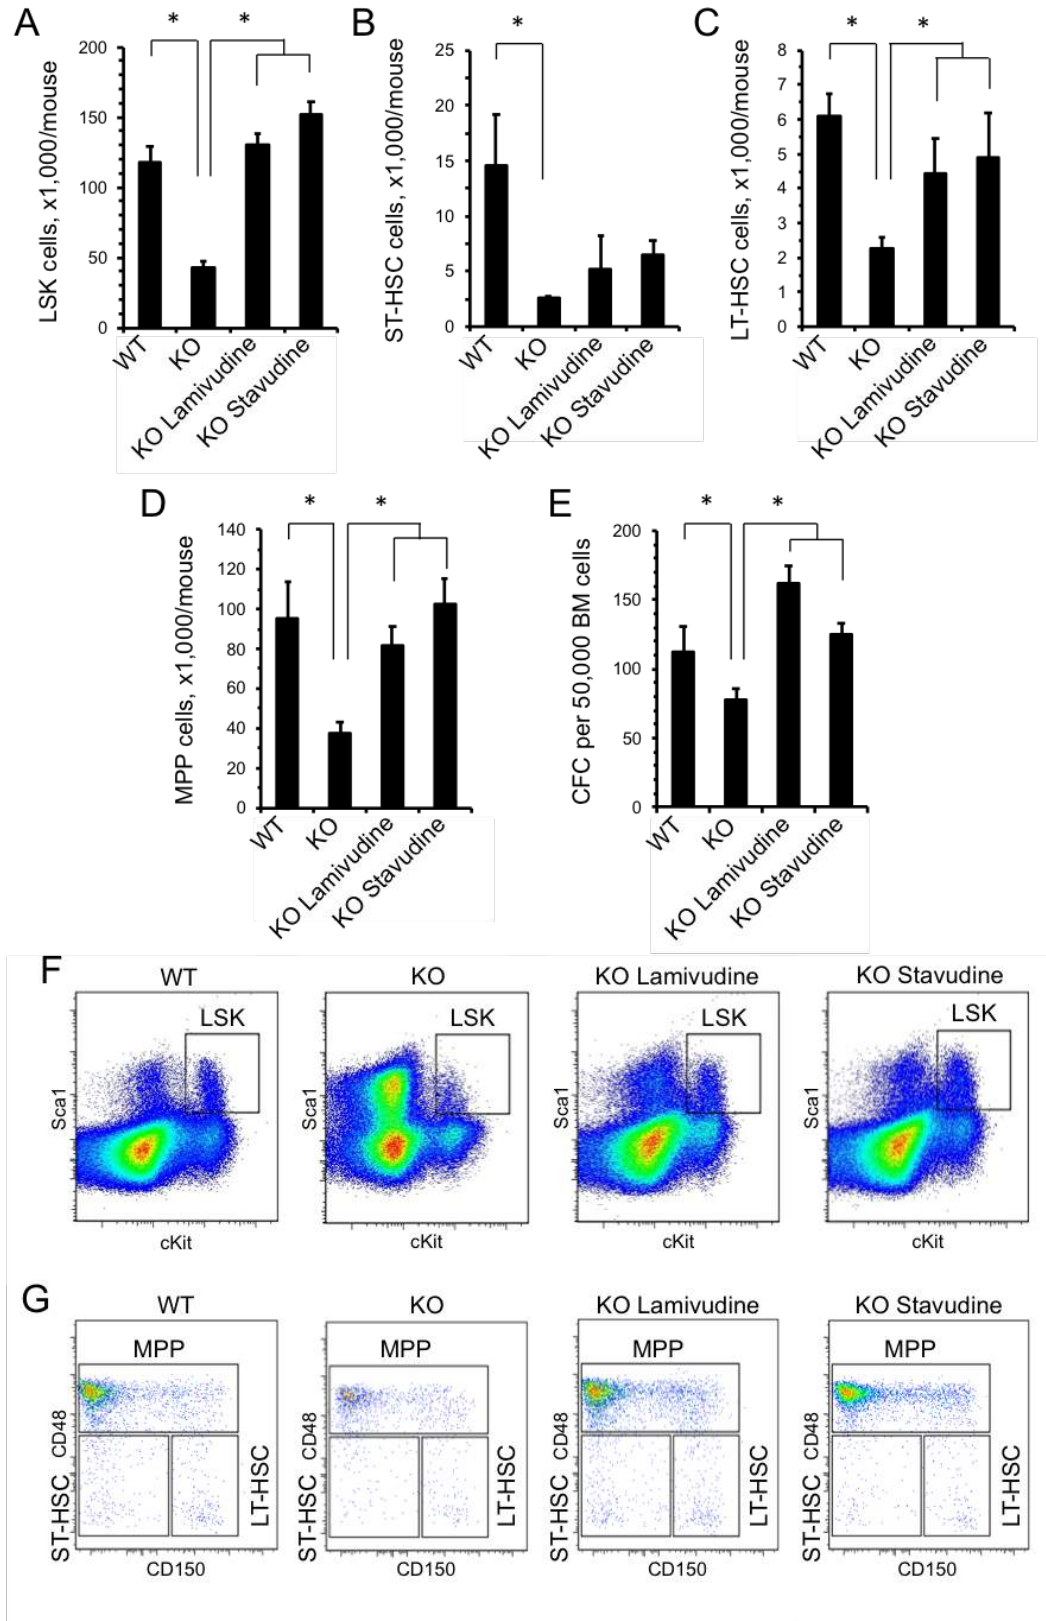 A
*
*
LSK cells, x1,000/mouse
200
150
100
50
0
WT
KO
KO Lamivudine
KO Stavudine
B
*
ST-HSC cells, x1,000/mouse
25
20
15
10
5
0
WT
KO
KO Lamivudine
KO Stavudine
C
*
*
LT-HSC cells, x1,000/mouse
8
7
6
5
4
3
2
1
0
WT
KO
KO Lamivudine
KO Stavudine
D
*
*
MPP cells, x1,000/mouse
140
120
100
80
60
40
20
0
WT
KO
KO Lamivudine
KO Stavudine
E
*
*
CFC per 50,000 BM cells
200
150
100
50
0
WT
KO
KO Lamivudine
KO Stavudine
F
WT
LSK
Sca1
cKit
KO
LSK
Sca1
cKit
KO Lamivudine
LSK
Sca1
cKit
KO Stavudine
LSK
Sca1
cKit
G
WT
MPP
CD48
ST-HSC
LT-HSC
CD150
KO
MPP
CD48
ST-HSC
LT-HSC
CD150
KO Lamivudine
MPP
CD48
ST-HSC
LT-HSC
CD150
KO Stavudine
MPP
CD48
ST-HSC
LT-HSC
CD150